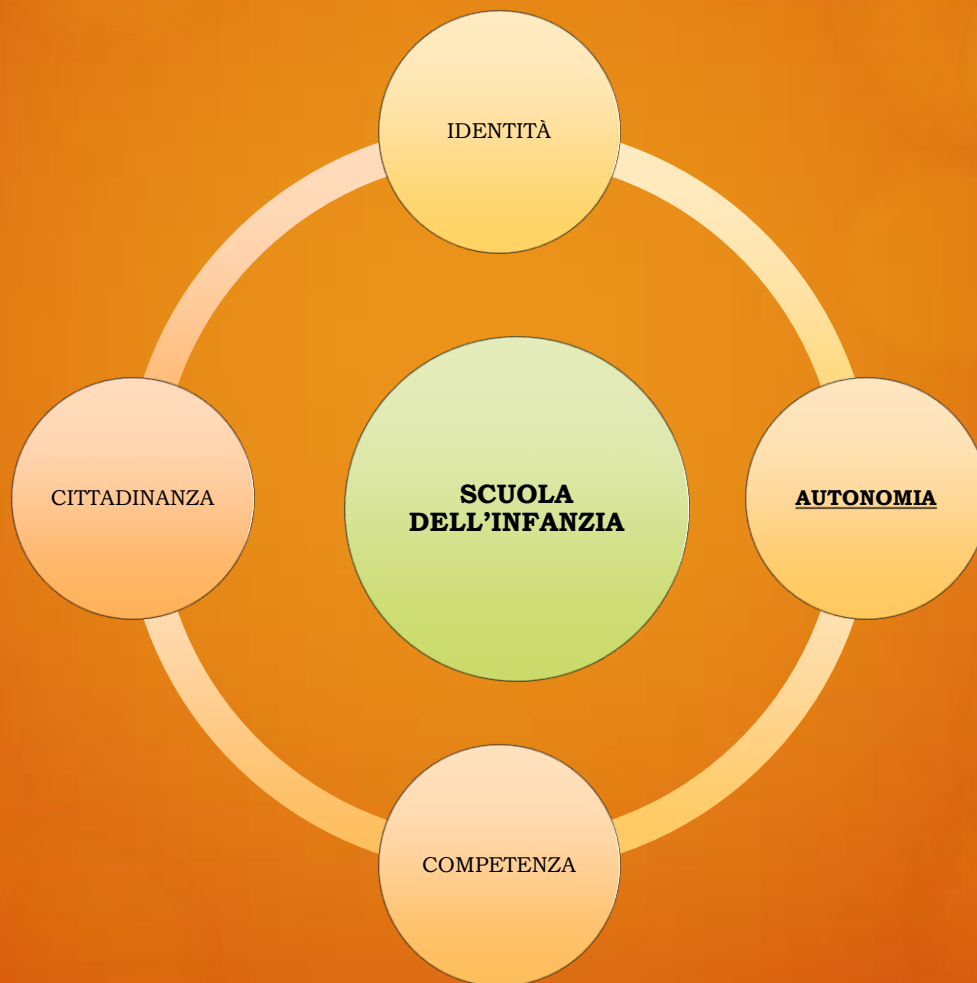 IDENTITÀ
CITTADINANZA
SCUOLA
DELL’INFANZIA
AUTONOMIA
COMPETENZA